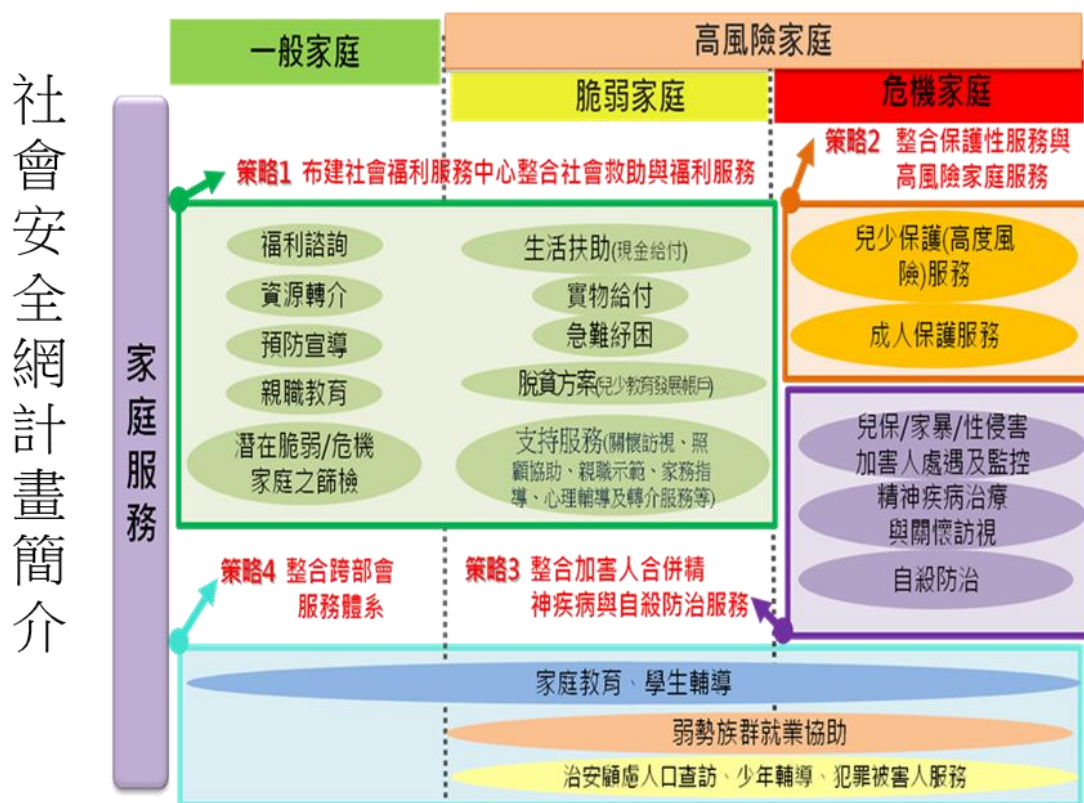 社會安全網計畫簡介
一般家庭
高風險家庭
脆弱家庭
危機家庭
家庭服務
策略1 布建社會福利服務中心整合社會救助與福利服務
策略2 整合保護性服務與
高風險家庭服務
福利諮詢
資源轉介
預防宣導
親職教育
潛在脆弱/危機
家庭之篩檢
生活扶助(現金給付)
實物給付
急難紓困
脫貧方案(兒少教育發展帳戶)
支持服務(關懷訪視、照
顧協助、親職示範、家務指
導、心理輔導及轉介服務等)
兒少保護(高度風
險)服務
成人保護服務
兒保/家暴/性侵害
加害人處遇及監控
精神疾病治療
與關懷訪視
自殺防治
策略4 整合跨部會
服務體系
策略3 整合加害人合併精
神疾病與自殺防治服務
家庭教育、學生輔導
弱勢族群就業協助
治安顧慮人口查訪、少年輔導、犯罪被害人服務